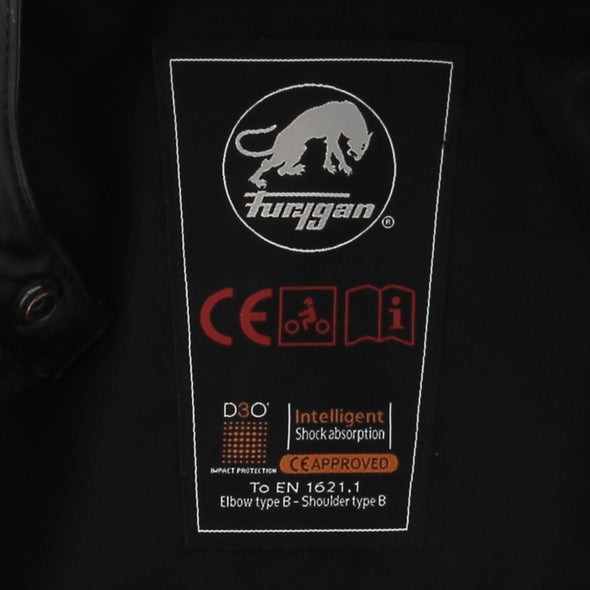 Furygan ®
CE i
D3O
Intelligent
Shock absorption
IMPACT PROTECTION
CE APPROVED
To EN 1621,1
Elbow type B - Shoulder type B